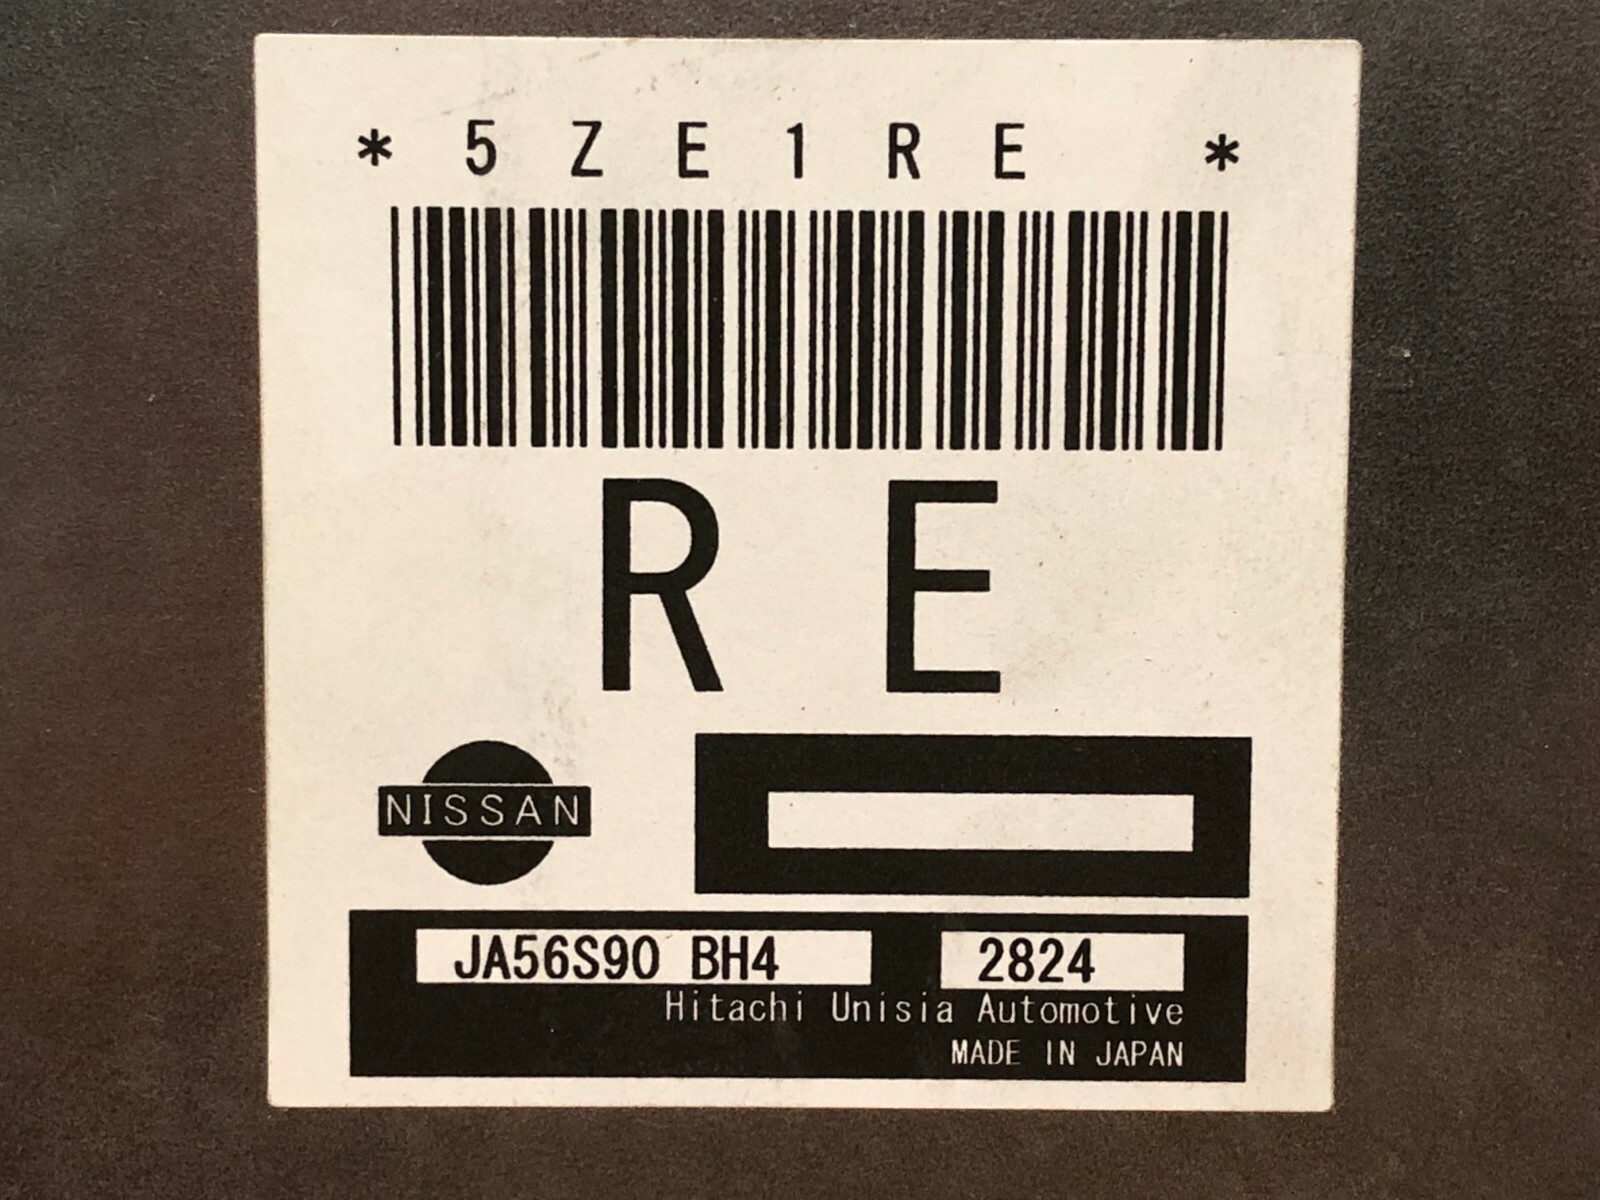 * 5 Z E 1 R E *
R E
NISSAN
JA56S90 BH4 2824
Hitachi Unisia Automotive
MADE IN JAPAN